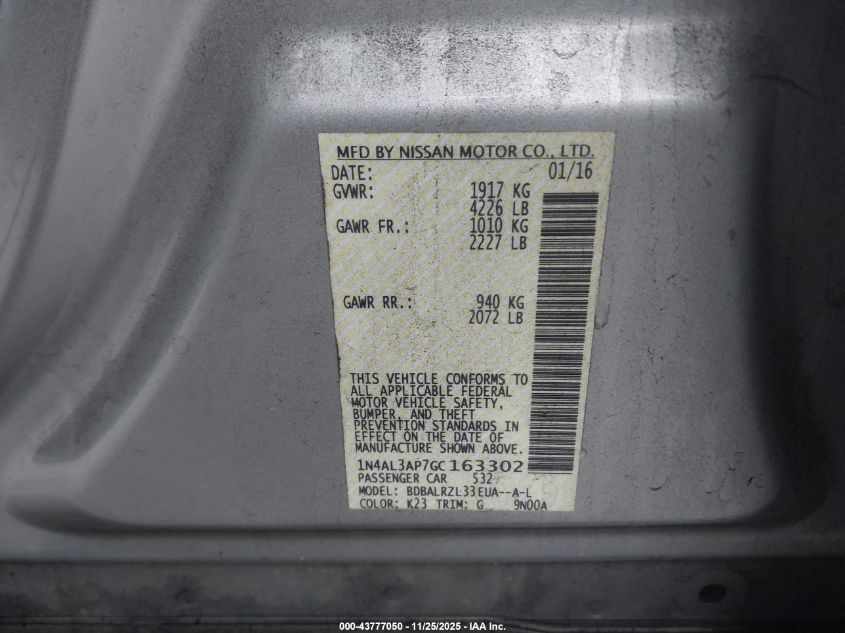 MFD BY NISSAN MOTOR CO., LTD.
DATE: 01/16
GVWR: 1917 KG
4226 LB
GAWR FR.: 1010 KG
2227 LB
GAWR RR.: 940 KG
2072 LB
THIS VEHICLE CONFORMS TO
ALL APPLICABLE FEDERAL
MOTOR VEHICLE SAFETY,
BUMPER, AND THEFT
PREVENTION STANDARDS IN
EFFECT ON THE DATE OF
MANUFACTURE SHOWN ABOVE.
1N4AL3AP7GC163302
PASSENGER CAR 532
MODEL: BDBALRZL33EUA--A-L
COLOR: K23 TRIM: G 9N00A
000-43777050 - 11/25/2025 - IAA Inc.